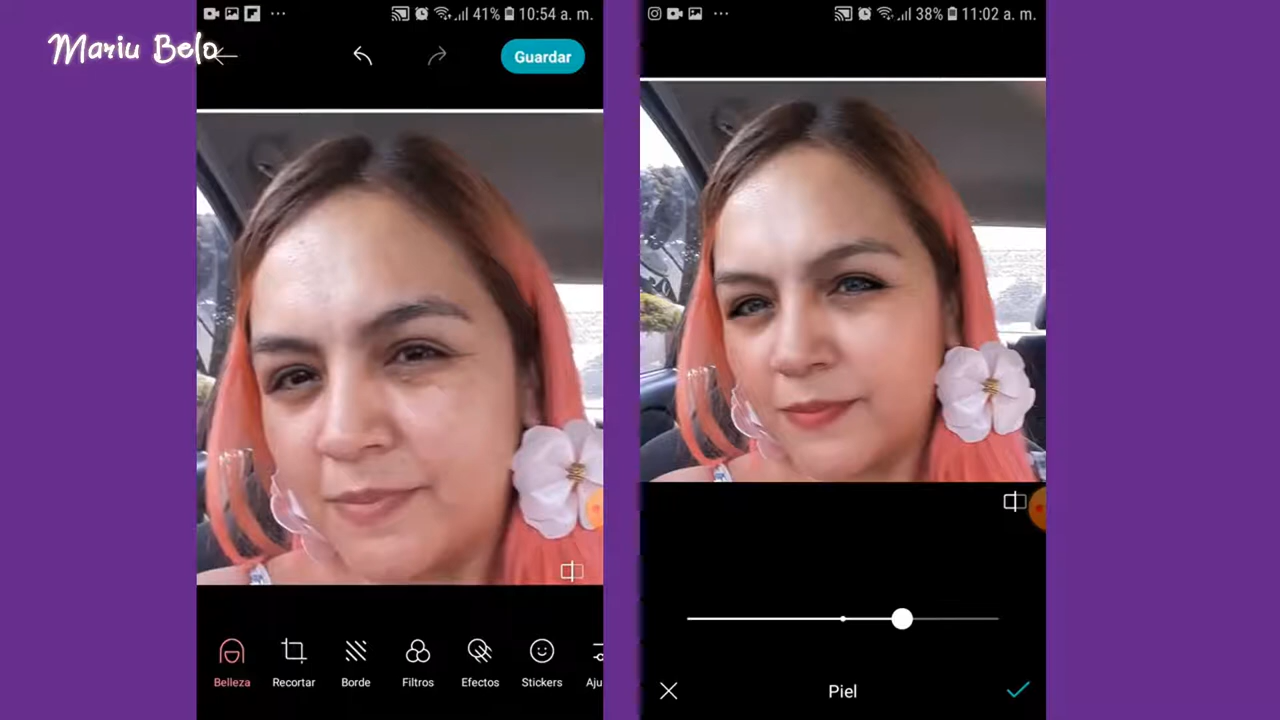 Mariu Belo
41% 10:54 a. m.
Guardar
Belleza Recortar Borde Filtros Efectos Stickers Aju
38% 11:02 a. m.
Piel